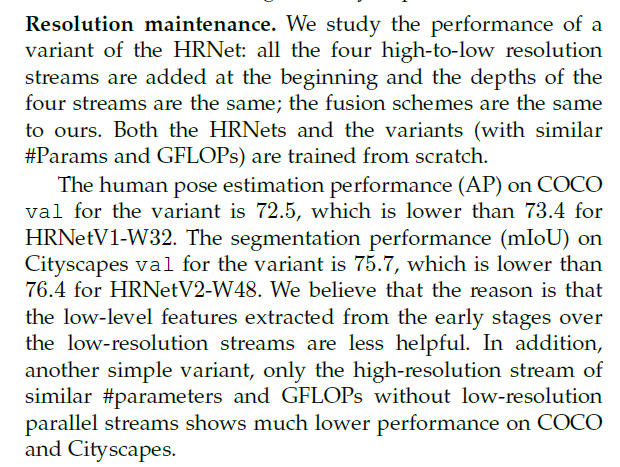 Resolution maintenance. We study the performance of a
variant of the HRNet: all the four high-to-low resolution
streams are added at the beginning and the depths of the
four streams are the same; the fusion schemes are the same
to ours. Both the HRNets and the variants (with similar
#Params and GFLOPs) are trained from scratch.
The human pose estimation performance (AP) on COCO
val for the variant is 72.5, which is lower than 73.4 for
HRNetV1-W32. The segmentation performance (mIoU) on
Cityscapes val for the variant is 75.7, which is lower than
76.4 for HRNetV2-W48. We believe that the reason is that
the low-level features extracted from the early stages over
the low-resolution streams are less helpful. In addition,
another simple variant, only the high-resolution stream of
similar #parameters and GFLOPs without low-resolution
parallel streams shows much lower performance on COCO
and Cityscapes.